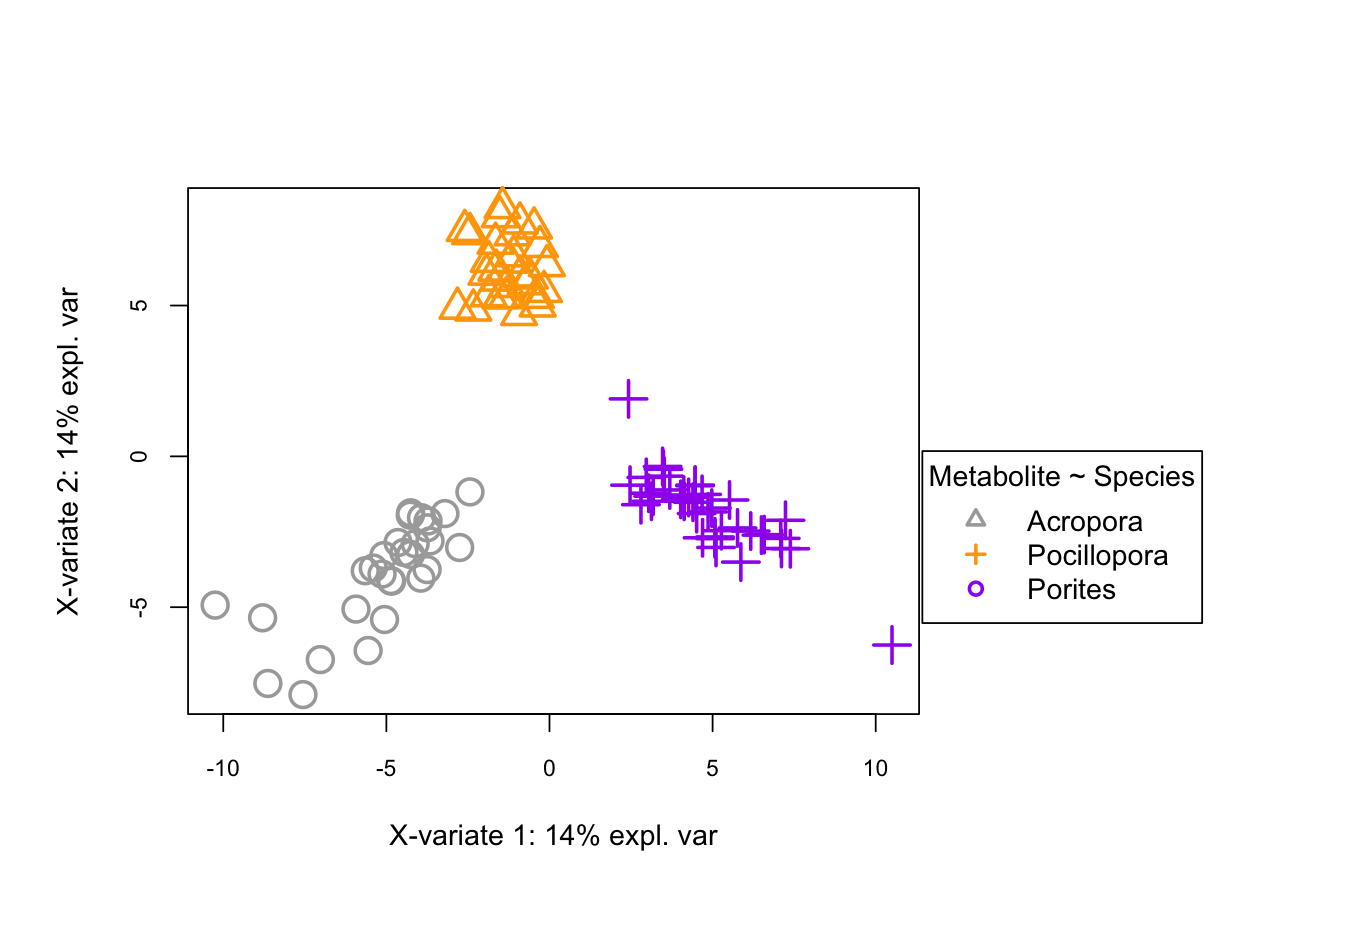 X-variate 2: 14% expl. var
5
0
-5
-10 -5 0 5 10
X-variate 1: 14% expl. var
Metabolite ~ Species
Acropora
Pocillopora
Porites